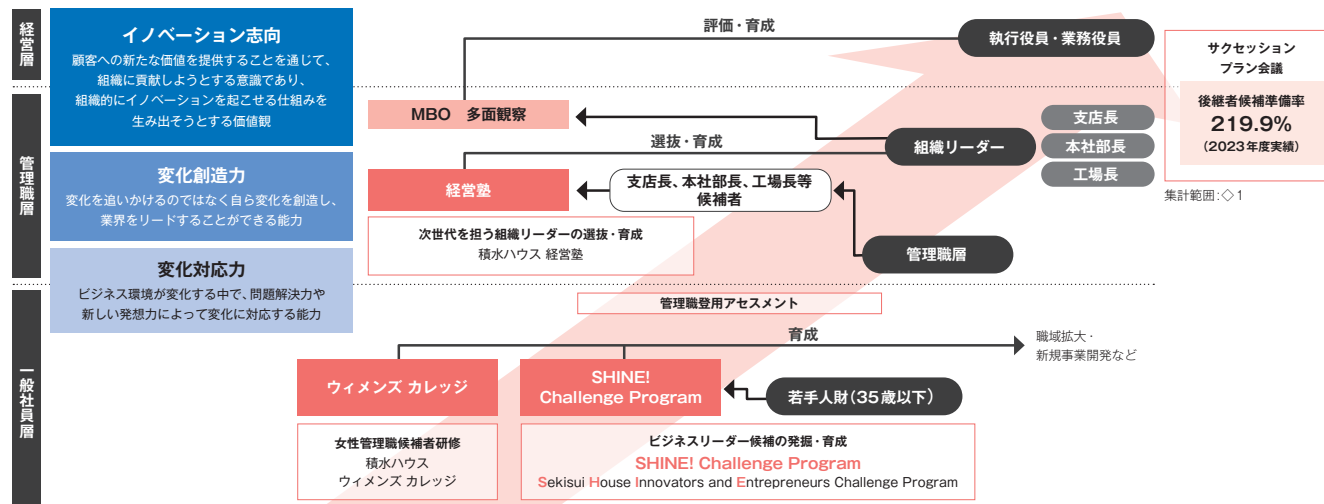 経営層
イノベーション志向
顧客への新たな価値を提供することを通じて、
組織に貢献しようとする意識であり、
組織的にイノベーションを起こせる仕組みを
生み出そうとする価値観
評価・育成
執行役員・業務役員
サクセッション
プラン会議
後継者候補準備率
219.9%
(2023年度実績)
集計範囲:◇1
管理職層
MBO 多面観察
支店長
本社部長
工場長
選抜・育成
組織リーダー
変化創造力
変化を追いかけるのではなく自ら変化を創造し、
業界をリードすることができる能力
経営塾
支店長、本社部長、工場長等
候補者
次世代を担う組織リーダーの選抜・育成
積水ハウス 経営塾
管理職層
変化対応力
ビジネス環境が変化する中で、問題解決力や
新しい発想力によって変化に対応する能力
管理職登用アセスメント
一般社員層
育成
職域拡大・
新規事業開発など
ウィメンズ カレッジ
SHINE!
Challenge Program
若手人財(35歳以下)
女性管理職候補者研修
積水ハウス
ウィメンズ カレッジ
ビジネスリーダー候補の発掘・育成
SHINE! Challenge Program
Sekisui House Innovators and Entrepreneurs Challenge Program